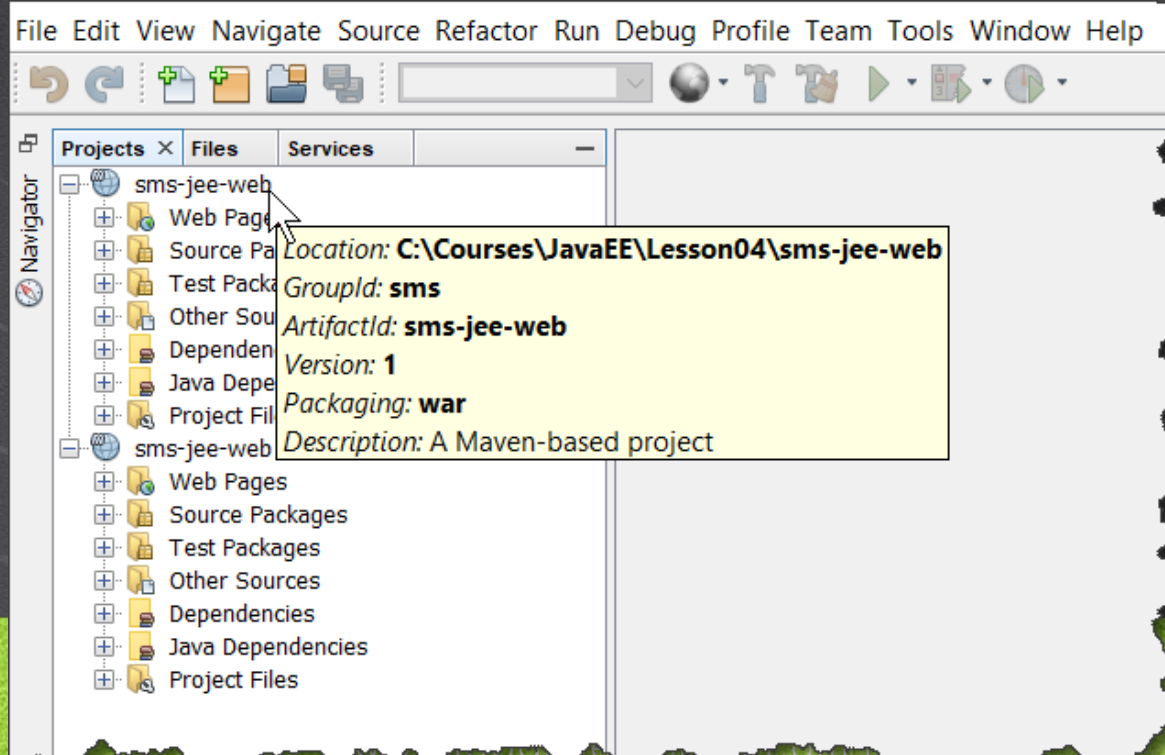 File Edit View Navigate Source Refactor Run Debug Profile Team Tools Window Help
Projects Files Services
Navigator
sms-jee-web
Web Page
Source Pa
Test Packa
Other Sou
Dependen
Java Depe
Project Fil
Location: C:\Courses\JavaEE\Lesson04\sms-jee-web
GroupId: sms
ArtifactId: sms-jee-web
Version: 1
Packaging: war
Description: A Maven-based project
sms-jee-web
Web Pages
Source Packages
Test Packages
Other Sources
Dependencies
Java Dependencies
Project Files